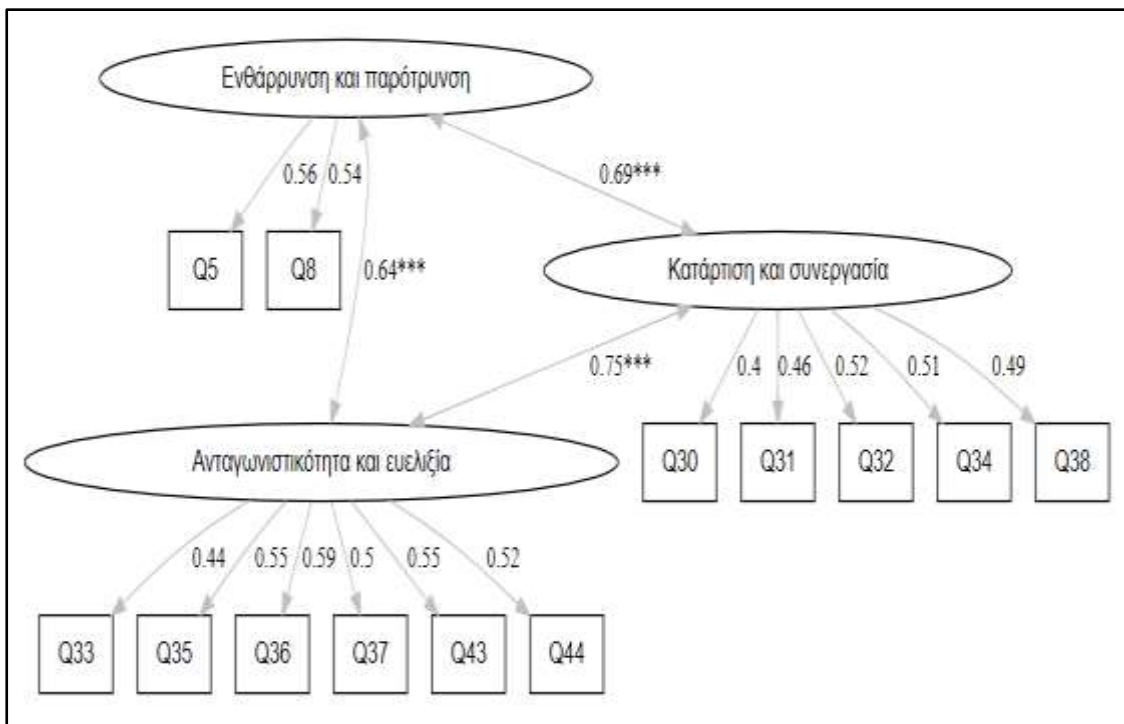 Ενθάρρυνση και παρότρυνση
0.56 0.54 0.69***
Q5 Q8 0.64*** Κατάρτιση και συνεργασία
0.75*** 0.4 0.46 0.52 0.51 0.49
Ανταγωνιστικότητα και ευελιξία Q30 Q31 Q32 Q34 Q38
0.44 0.55 0.59 0.5 0.55 0.52
Q33 Q35 Q36 Q37 Q43 Q44